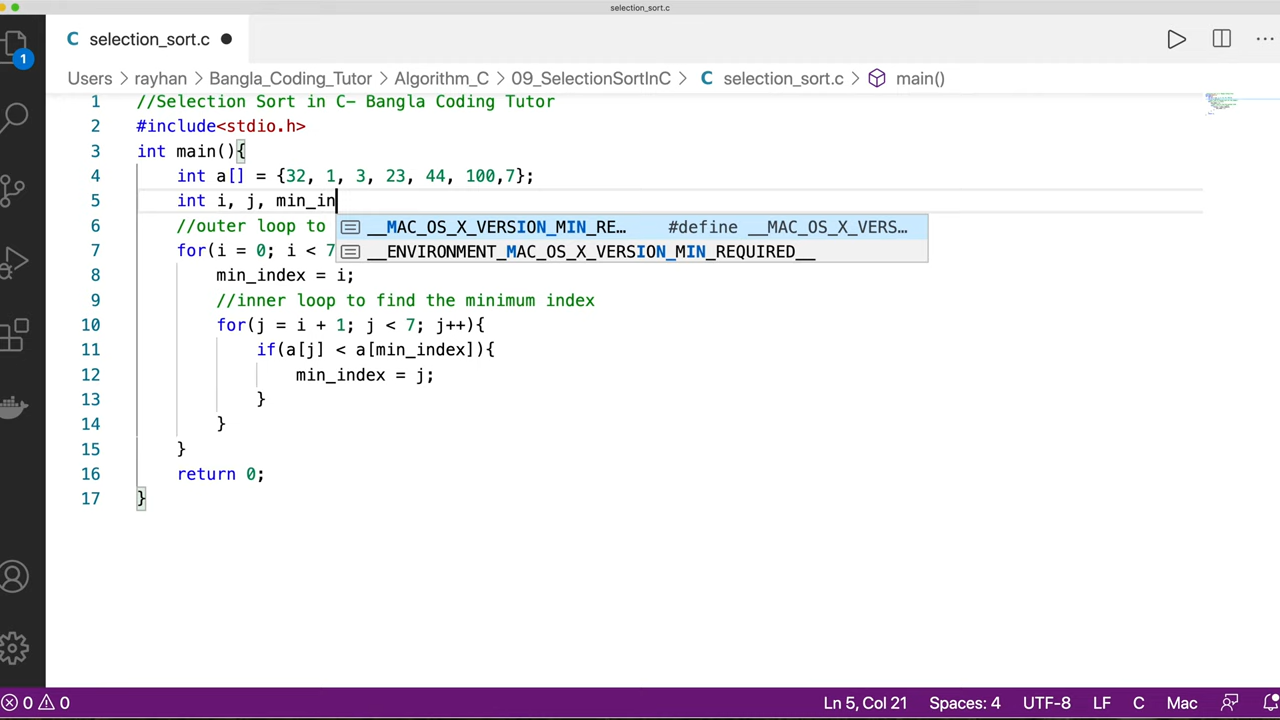 selection_sort.c
C selection_sort.c
1
Users > rayhan > Bangla_Coding_Tutor > Algorithm_C > 09_SelectionSortInC > C selection_sort.c > main()
1 //Selection Sort in C- Bangla Coding Tutor
2 #include<stdio.h>
3 int main(){
4 int a[] = {32, 1, 3, 23, 44, 100,7};
5 int i, j, min_in
6 //outer loop to
__MAC_OS_X_VERSION_MIN_RE… #define __MAC_OS_X_VERS…
7 for(i = 0; i < 7
__ENVIRONMENT_MAC_OS_X_VERSION_MIN_REQUIRED__
8 min_index = i;
9 //inner loop to find the minimum index
10 for(j = i + 1; j < 7; j++){
11 if(a[j] < a[min_index]){
12 min_index = j;
13 }
14 }
15 }
16 return 0;
17 }
0 0 Ln 5, Col 21 Spaces: 4 UTF-8 LF C Mac